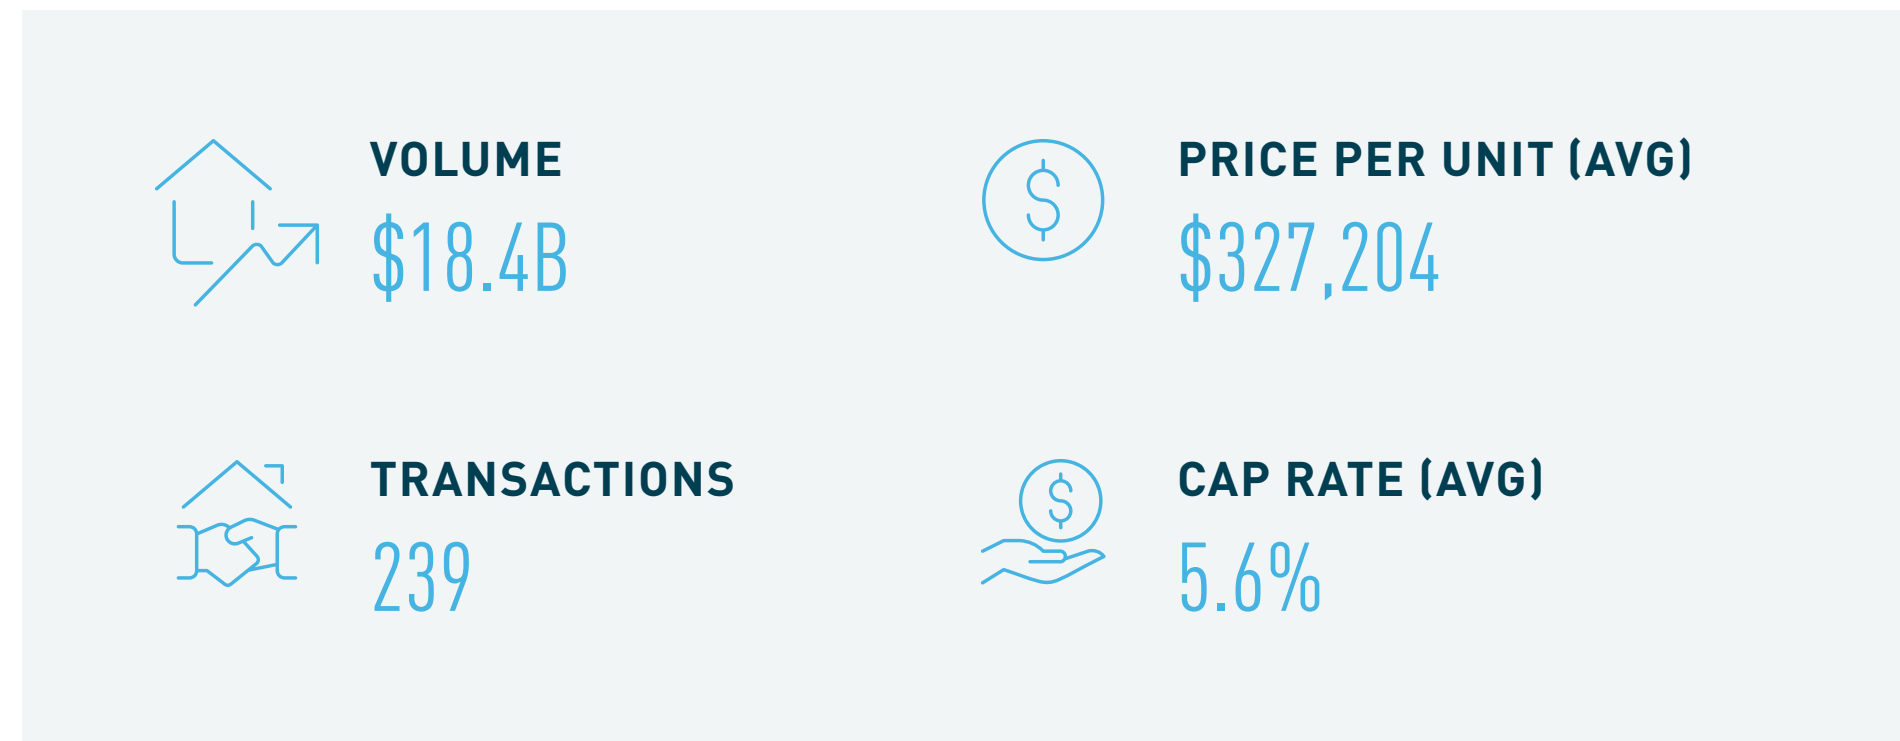 VOLUME
$18.4B
PRICE PER UNIT (AVG)
$327,204
TRANSACTIONS
239
CAP RATE (AVG)
5.6%